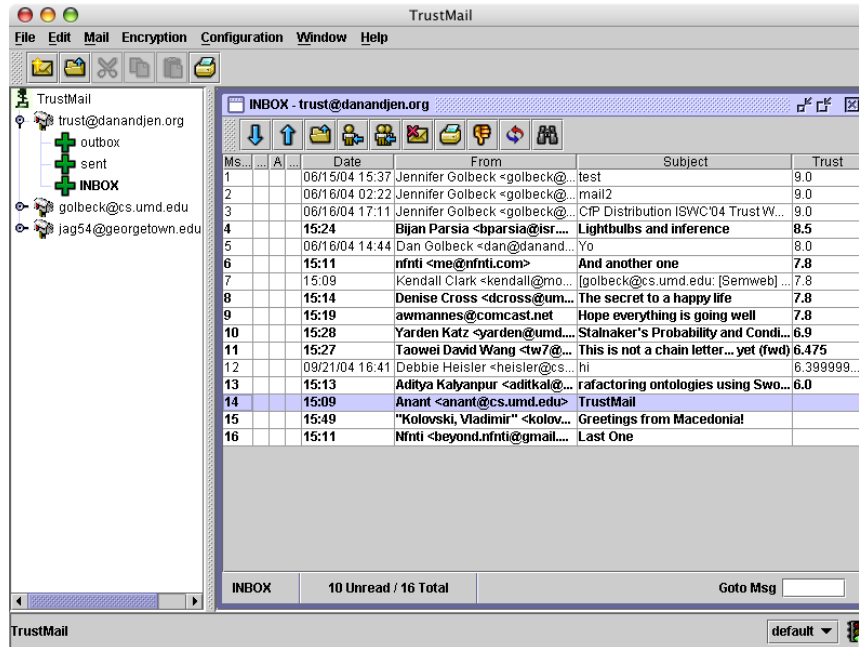 TrustMail
File Edit Mail Encryption Configuration Window Help
TrustMail
trust@danandjen.org
outbox
sent
INBOX
golbeck@cs.umd.edu
jag54@georgetown.edu
INBOX - trust@danandjen.org
Ms... ... A ... Date From Subject Trust
1 06/15/04 15:37 Jennifer Golbeck <golbeck@... test 9.0
2 06/16/04 02:22 Jennifer Golbeck <golbeck@... mail2 9.0
3 06/16/04 17:11 Jennifer Golbeck <golbeck@... CfP Distribution ISWC'04 Trust W... 9.0
4 15:24 Bijan Parsia <bparsia@isr.... Lightbulbs and inference 8.5
5 06/16/04 14:44 Dan Golbeck <dan@danand... Yo 8.0
6 15:11 nfnti <me@nfnti.com> And another one 7.8
7 15:09 Kendall Clark <kendall@mo... [golbeck@cs.umd.edu: [Semweb] ... 7.8
8 15:14 Denise Cross <dcross@um... The secret to a happy life 7.8
9 15:19 awmannes@comcast.net Hope everything is going well 7.8
10 15:28 Yarden Katz <yarden@umd.... Stalnaker's Probability and Condi... 6.9
11 15:27 Taowei David Wang <tw7@... This is not a chain letter... yet (fwd) 6.475
12 09/21/04 16:41 Debbie Heisler <heisler@cs... hi 6.399999...
13 15:13 Aditya Kalyanpur <aditkal@... rafactoring ontologies using Swo... 6.0
14 15:09 Anant <anant@cs.umd.edu> TrustMail
15 15:49 "Kolovski, Vladimir" <kolov... Greetings from Macedonia!
16 15:11 Nfnti <beyond.nfnti@gmail.... Last One
INBOX 10 Unread / 16 Total Goto Msg
TrustMail default